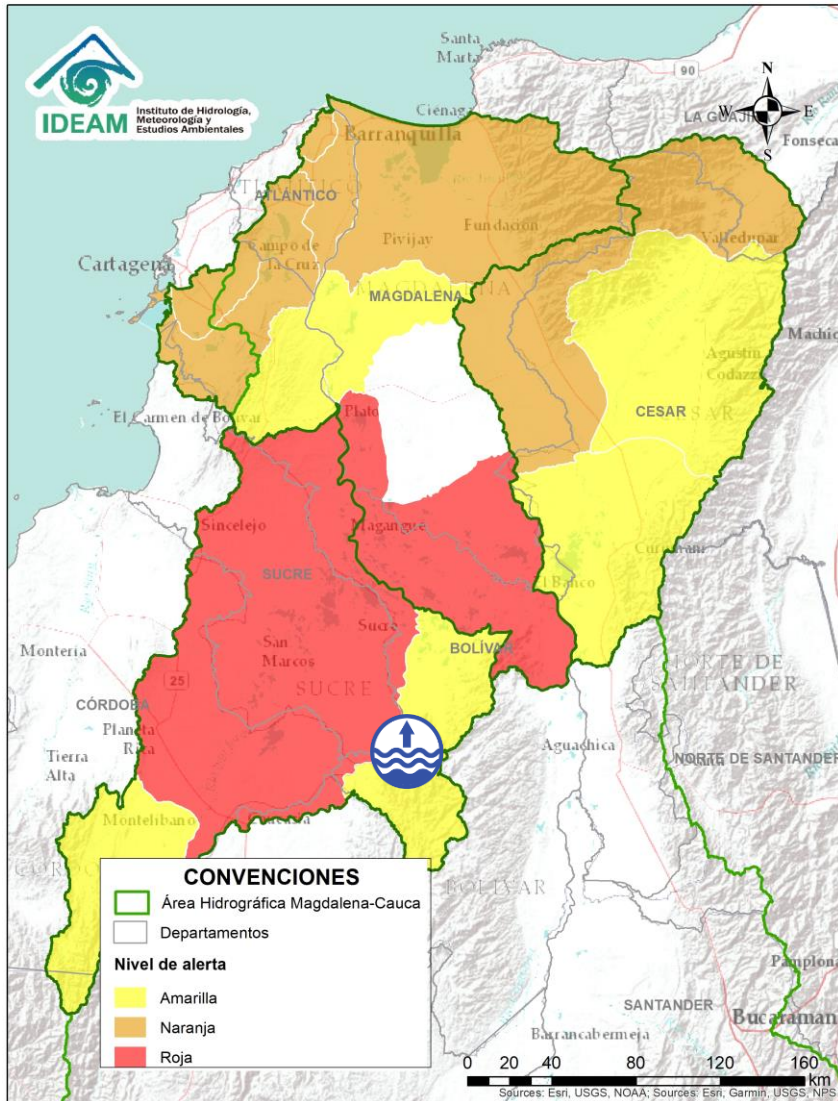 IDEAM
Instituto de Hidrología,
Meteorología y
Estudios Ambientales
Santa
Marta
90
N
W
E
S
LA GUAJIRA
Fonseca
Ciénaga
Barranquilla
ATLÁNTICO
Fundación
Pivijay
Valledupar
Campo de
la Cruz
Cartagena
MAGDALENA
Agustín
Codazzi
CESAR
El Carmen de Bolívar
Plato
Sincelejo
Magangué
SUCRE
Curumaní
El Banco
Sucre
BOLÍVAR
San
Marcos
SUCRE
Montería
25
CÓRDOBA
Planeta
Rica
Tierra
Alta
NORTE DE
SANTANDER
Aguachica
NORTE DE SANTANDER
Montelíbano
BOLÍVAR
CONVENCIONES
Área Hidrográfica Magdalena-Cauca
Departamentos
Nivel de alerta
Amarilla
Naranja
Roja
Pamplona
SANTANDER
Bucaraman
Barrancabermeja
0 20 40 80 120 160
km
Sources: Esri, USGS, NOAA; Sources: Esri, Garmin, USGS, NPS